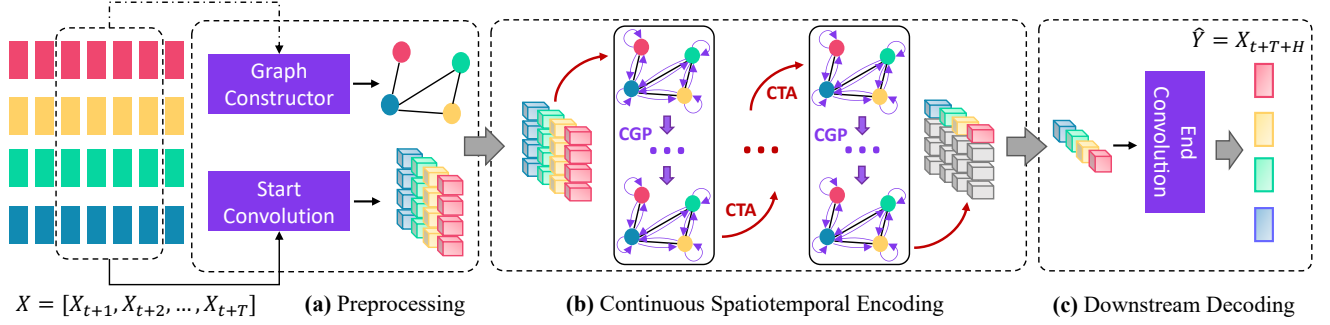 Graph
Constructor
Start
Convolution
X = [X_{t+1}, X_{t+2}, ..., X_{t+T}]
(a) Preprocessing
CGP
CTA
CTA
CGP
(b) Continuous Spatiotemporal Encoding
End
Convolution
Ŷ = X_{t+T+H}
(c) Downstream Decoding